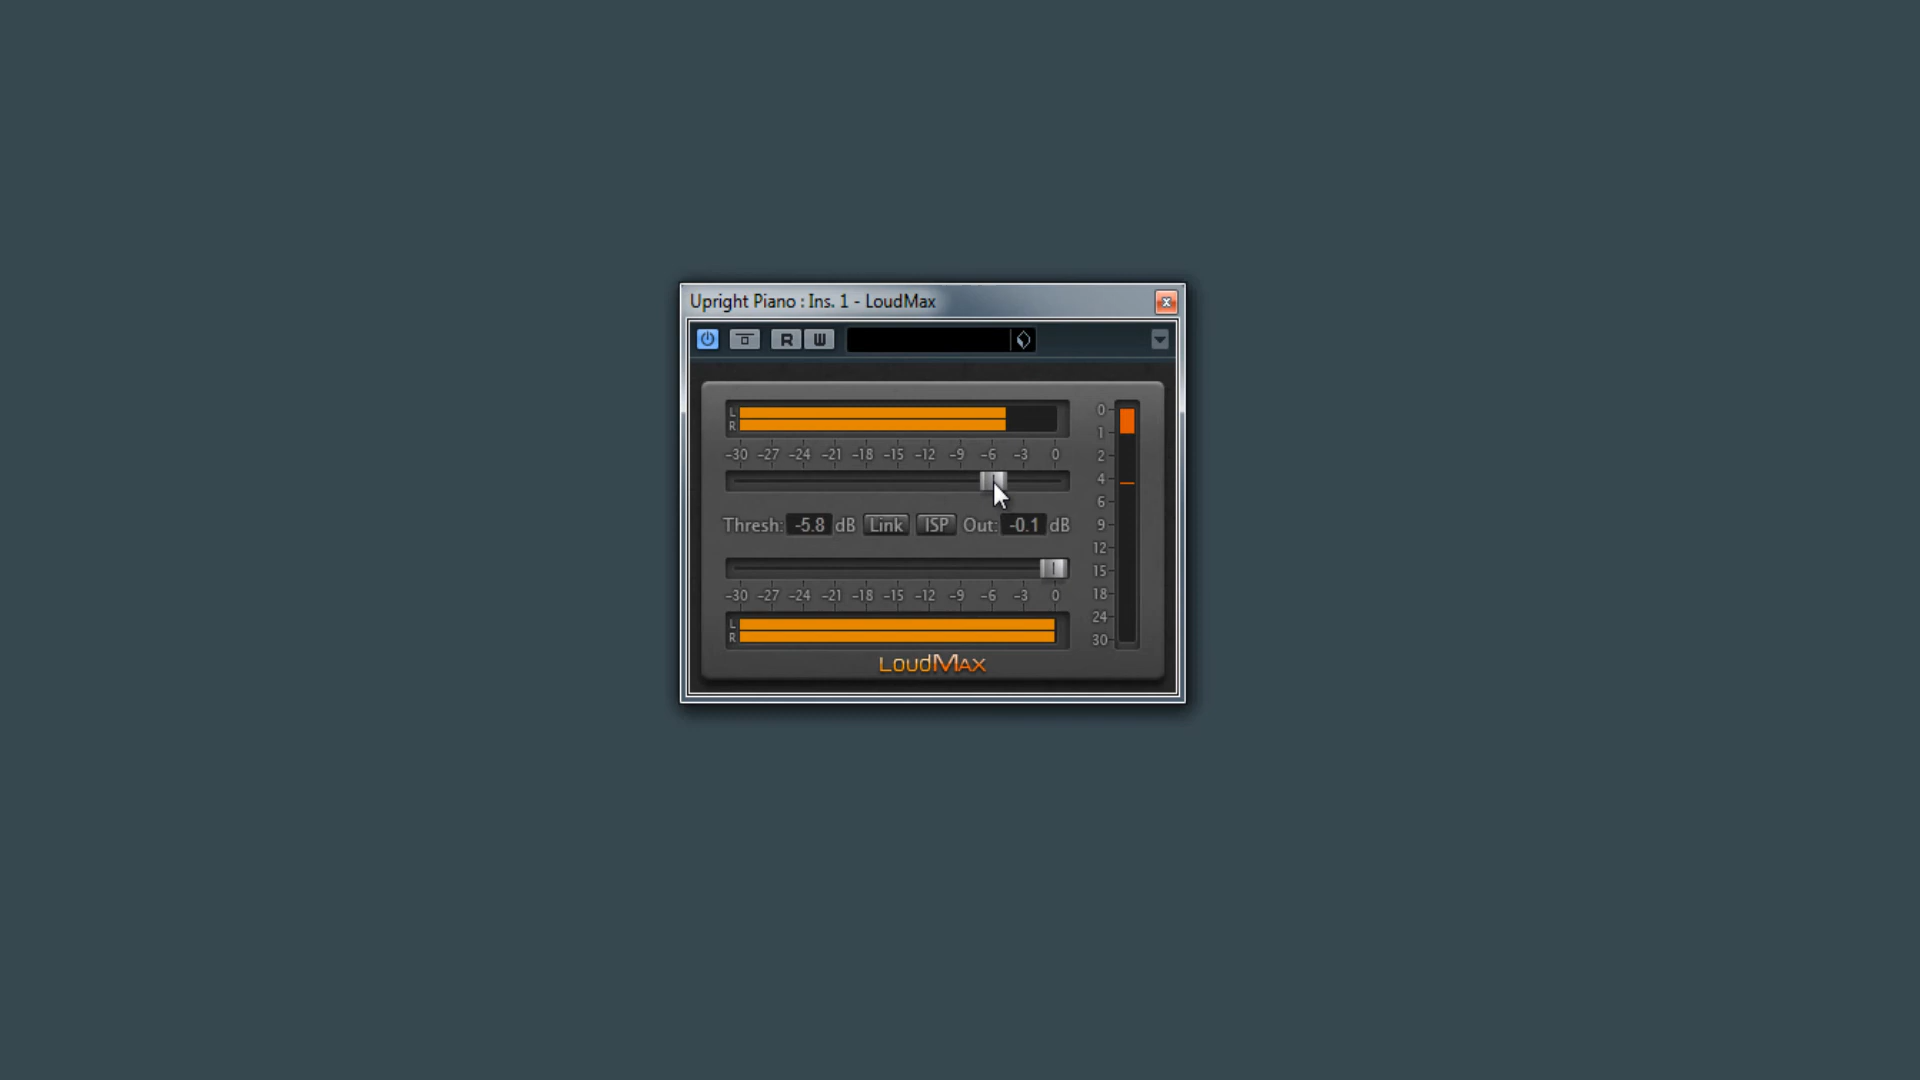 Upright Piano : Ins. 1 - LoudMax
x
R W
L
R
-30 -27 -24 -21 -18 -15 -12 -9 -6 -3 0
Thresh: -5.8 dB Link ISP Out: -0.1 dB
-30 -27 -24 -21 -18 -15 -12 -9 -6 -3 0
L
R
LoudMax
0
1
2
4
6
9
12
15
18
24
30